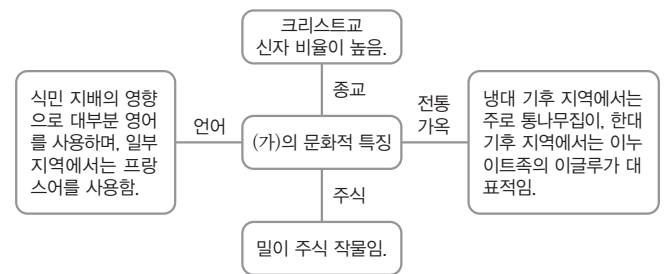 크리스트교
신자 비율이 높음.
종교
식민 지배의 영향
으로 대부분 영어
를 사용하며, 일부
지역에서는 프랑
스어를 사용함.
언어
(가)의 문화적 특징
전통
가옥
냉대 기후 지역에서는
주로 통나무집이, 한대
기후 지역에서는 이누
이트족의 이글루가 대
표적임.
주식
밀이 주식 작물임.